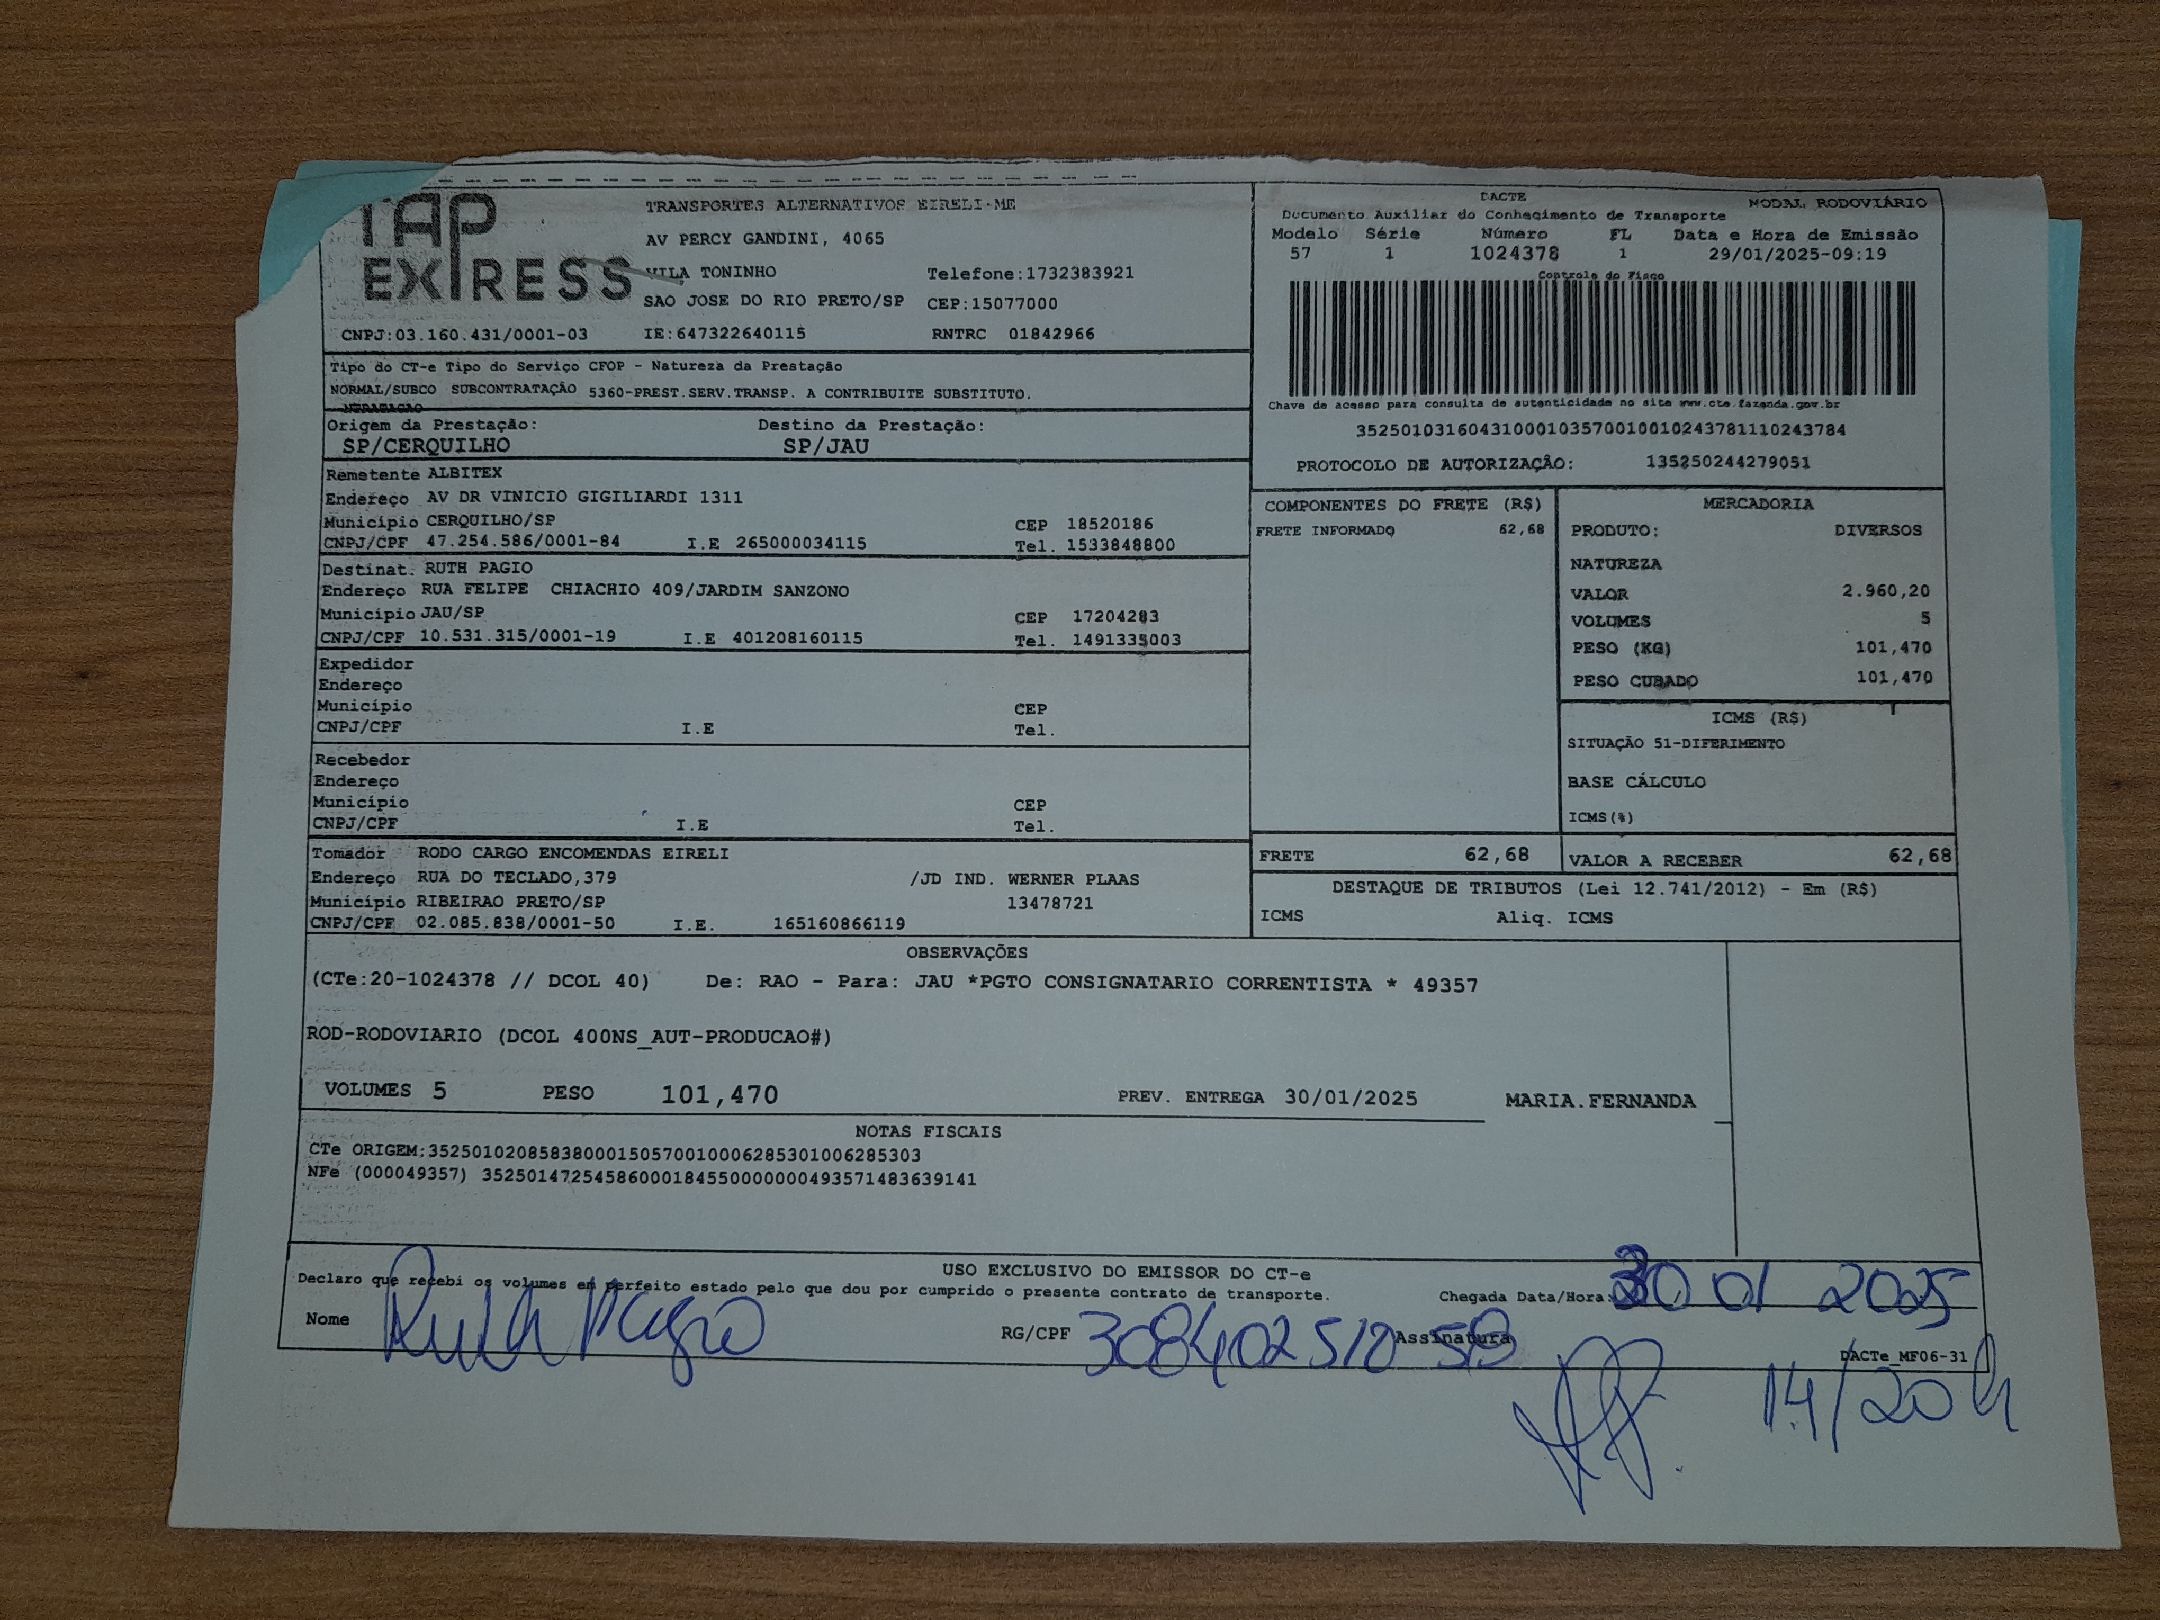 TAP
EXPRESS
TRANSPORTES ALTERNATIVOS EIRELI-ME
AV PERCY GANDINI, 4065
VILA TONINHO Telefone:1732383921
SAO JOSE DO RIO PRETO/SP CEP:15077000
CNPJ:03.160.431/0001-03 IE:647322640115 RNTRC 01842966
DACTE MODAL RODOVIÁRIO
Documento Auxiliar do Conhecimento de Transporte
Modelo Série Número FL Data e Hora de Emissão
57 1 1024378 1 29/01/2025-09:19
Controle do Fisco
Chave de acesso para consulta de autenticidade no site www.cte.fazenda.gov.br
35250103160431000103570010010243781110243784
PROTOCOLO DE AUTORIZAÇÃO: 135250244279051
Tipo do CT-e Tipo do Serviço CFOP - Natureza da Prestação
NORMAL/SUBCO SUBCONTRATAÇÃO 5360-PREST.SERV.TRANSP. A CONTRIBUITE SUBSTITUTO.
Origem da Prestação: Destino da Prestação:
SP/CERQUILHO SP/JAU
Remetente ALBITEX
Endereço AV DR VINICIO GIGILIARDI 1311
Município CERQUILHO/SP CEP 18520186
CNPJ/CPF 47.254.586/0001-84 I.E 265000034115 Tel. 1533848800
Destinat. RUTH PAGIO
Endereço RUA FELIPE CHIACHIO 409/JARDIM SANZONO
Município JAU/SP CEP 17204283
CNPJ/CPF 10.531.315/0001-19 I.E 401208160115 Tel. 1491335003
Expedidor
Endereço
Município CEP
CNPJ/CPF I.E Tel.
Recebedor
Endereço
Município CEP
CNPJ/CPF I.E Tel.
Tomador RODO CARGO ENCOMENDAS EIRELI
Endereço RUA DO TECLADO,379 /JD IND. WERNER PLAAS
Município RIBEIRAO PRETO/SP 13478721
CNPJ/CPF 02.085.838/0001-50 I.E. 165160866119
COMPONENTES DO FRETE (R$)
FRETE INFORMADO 62,68
MERCADORIA
PRODUTO: DIVERSOS
NATUREZA
VALOR 2.960,20
VOLUMES 5
PESO (KG) 101,470
PESO CUBADO 101,470
ICMS (R$)
SITUAÇÃO 51-DIFERIMENTO
BASE CÁLCULO
ICMS(%)
FRETE 62,68 VALOR A RECEBER 62,68
DESTAQUE DE TRIBUTOS (Lei 12.741/2012) - Em (R$)
ICMS Aliq. ICMS
OBSERVAÇÕES
(CTe:20-1024378 // DCOL 40) De: RAO - Para: JAU *PGTO CONSIGNATARIO CORRENTISTA * 49357
ROD-RODOVIARIO (DCOL 400NS_AUT-PRODUCAO#)
VOLUMES 5 PESO 101,470 PREV. ENTREGA 30/01/2025 MARIA.FERNANDA
NOTAS FISCAIS
CTe ORIGEM:35250102085838000150570010006285301006285303
NFe (000049357) 35250147254586000184550000000493571483639141
USO EXCLUSIVO DO EMISSOR DO CT-e
Declaro que recebi os volumes em perfeito estado pelo que dou por cumprido o presente contrato de transporte. Chegada Data/Hora: 30 01 2025
Nome Ruth Pagio RG/CPF Assinatura
DACTe_MF06-31
14/20h